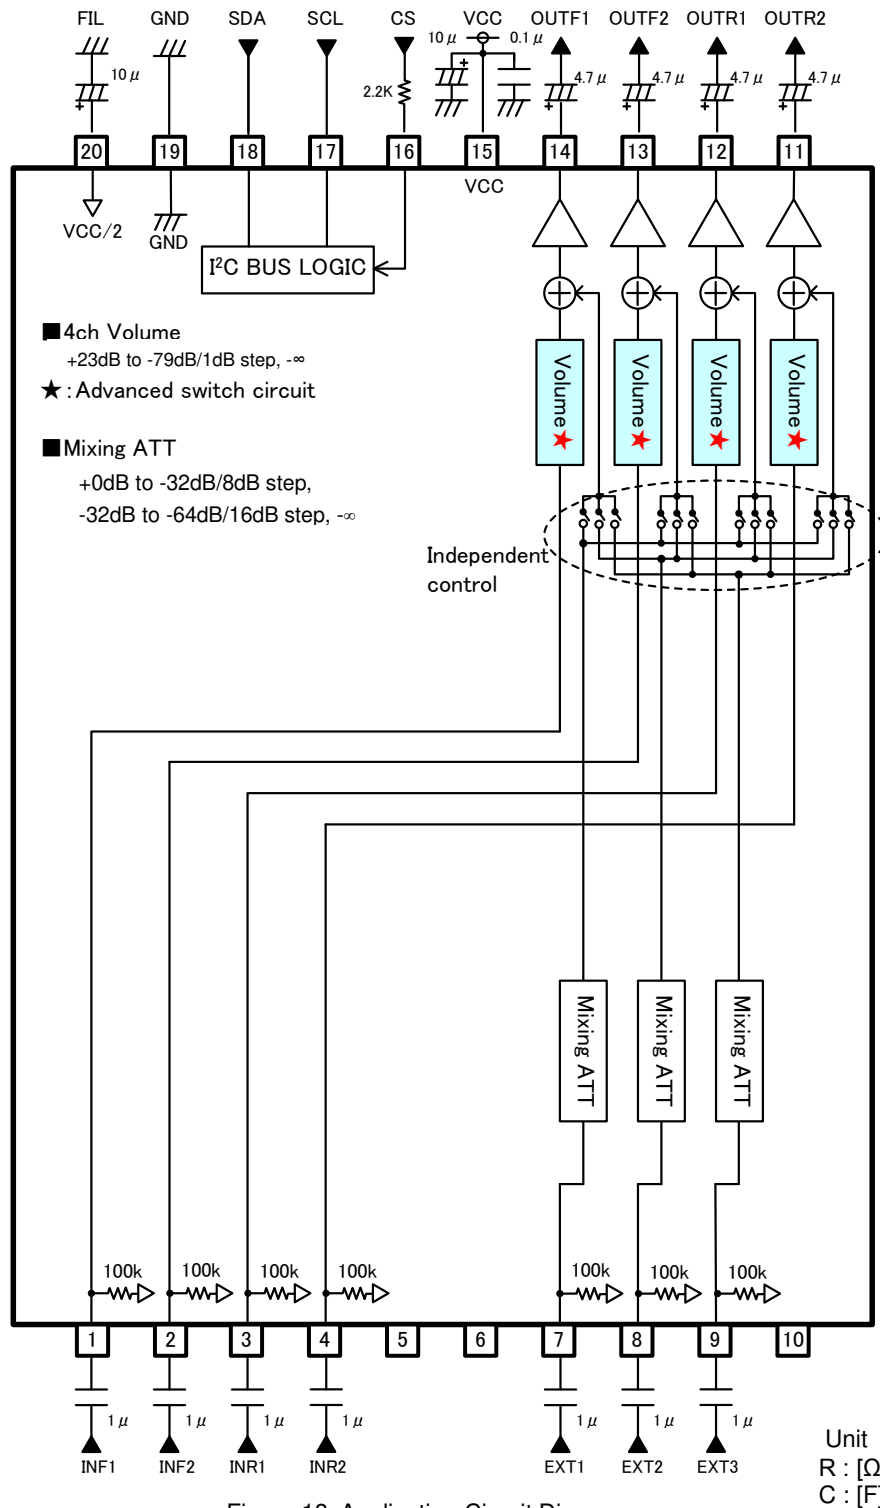 FIL GND SDA SCL CS VCC OUTF1 OUTF2 OUTR1 OUTR2
10μ 2.2K 10μ 0.1μ 4.7μ 4.7μ 4.7μ 4.7μ
+ + + + + +
20 19 18 17 16 15 14 13 12 11
VCC/2 GND VCC
I²C BUS LOGIC
■4ch Volume
+23dB to -79dB/1dB step, -∞
★:Advanced switch circuit
Volume★ Volume★ Volume★ Volume★
■Mixing ATT
+0dB to -32dB/8dB step,
-32dB to -64dB/16dB step, -∞
Independent
control
Mixing ATT Mixing ATT Mixing ATT
100k 100k 100k 100k 100k 100k 100k
1 2 3 4 5 6 7 8 9 10
1μ 1μ 1μ 1μ 1μ 1μ 1μ
INF1 INF2 INR1 INR2 EXT1 EXT2 EXT3
Unit
R : [Ω
C : [F